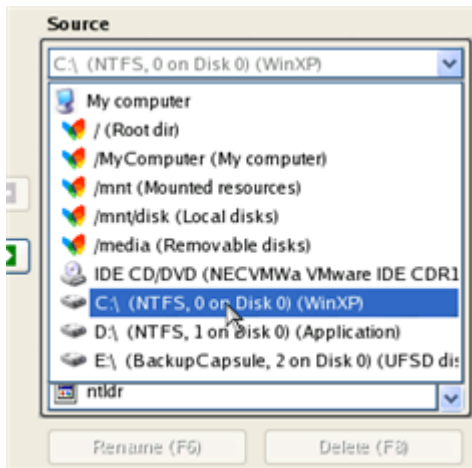 Source
C:\ (NTFS, 0 on Disk 0) (WinXP)
My computer
/ (Root dir)
/MyComputer (My computer)
/mnt (Mounted resources)
/mnt/disk (Local disks)
/media (Removable disks)
IDE CD/DVD (NECVMWa VMware IDE CDR1
C:\ (NTFS, 0 on Disk 0) (WinXP)
D:\ (NTFS, 1 on Disk 0) (Application)
E:\ (BackupCapsule, 2 on Disk 0) (UFSD dis
ntldr
Rename (F6) Delete (F8)